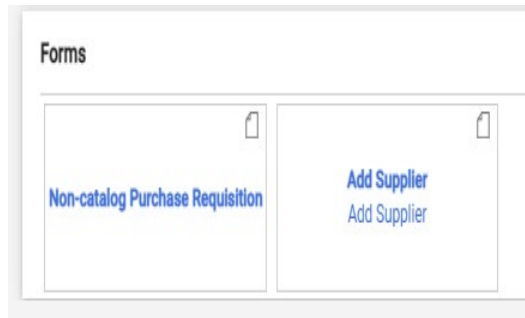 Forms
Non-catalog Purchase Requisition
Add Supplier
Add Supplier